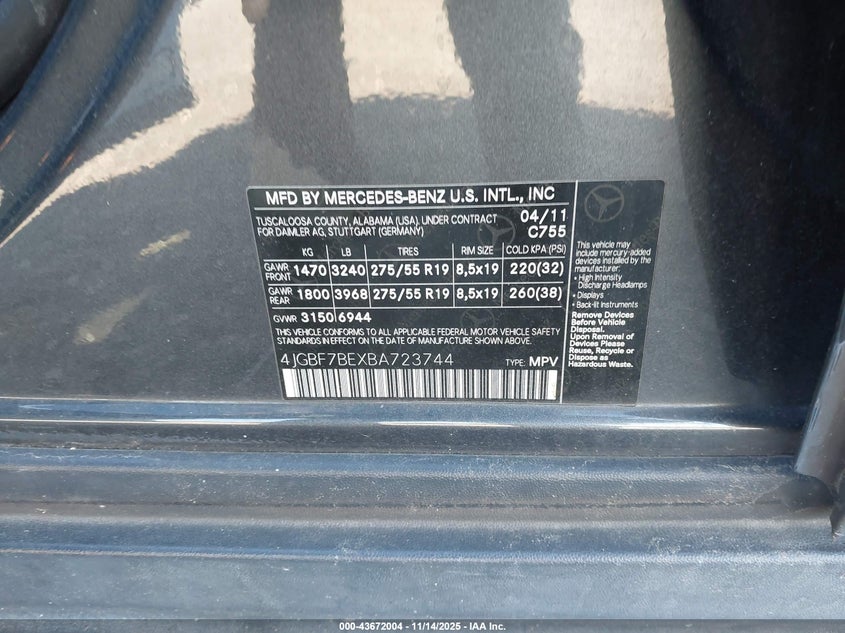 MFD BY MERCEDES-BENZ U.S. INTL., INC
TUSCALOOSA COUNTY, ALABAMA (USA). UNDER CONTRACT
FOR DAIMLER AG, STUTTGART (GERMANY)
04/11
C755
KG LB TIRES RIM SIZE COLD KPA (PSI)
GAWR FRONT 1470 3240 275/55 R19 8,5x19 220(32)
GAWR REAR 1800 3968 275/55 R19 8,5x19 260(38)
GVWR 3150 6944
THIS VEHICLE CONFORMS TO ALL APPLICABLE FEDERAL MOTOR VEHICLE SAFETY
STANDARDS IN EFFECT ON THE DATE OF MANUFACTURE SHOWN ABOVE.
4JGBF7BEXBA723744
TYPE: MPV
This vehicle may
include mercury-added
devices installed by the
manufacturer:
• High Intensity
Discharge Headlamps
• Displays
• Back-lit Instruments
Remove Devices
Before Vehicle
Disposal.
Upon Removal
of Devices Please
Reuse, Recycle or
Dispose as
Hazardous Waste.
000-43672004 - 11/14/2025 - IAA Inc.